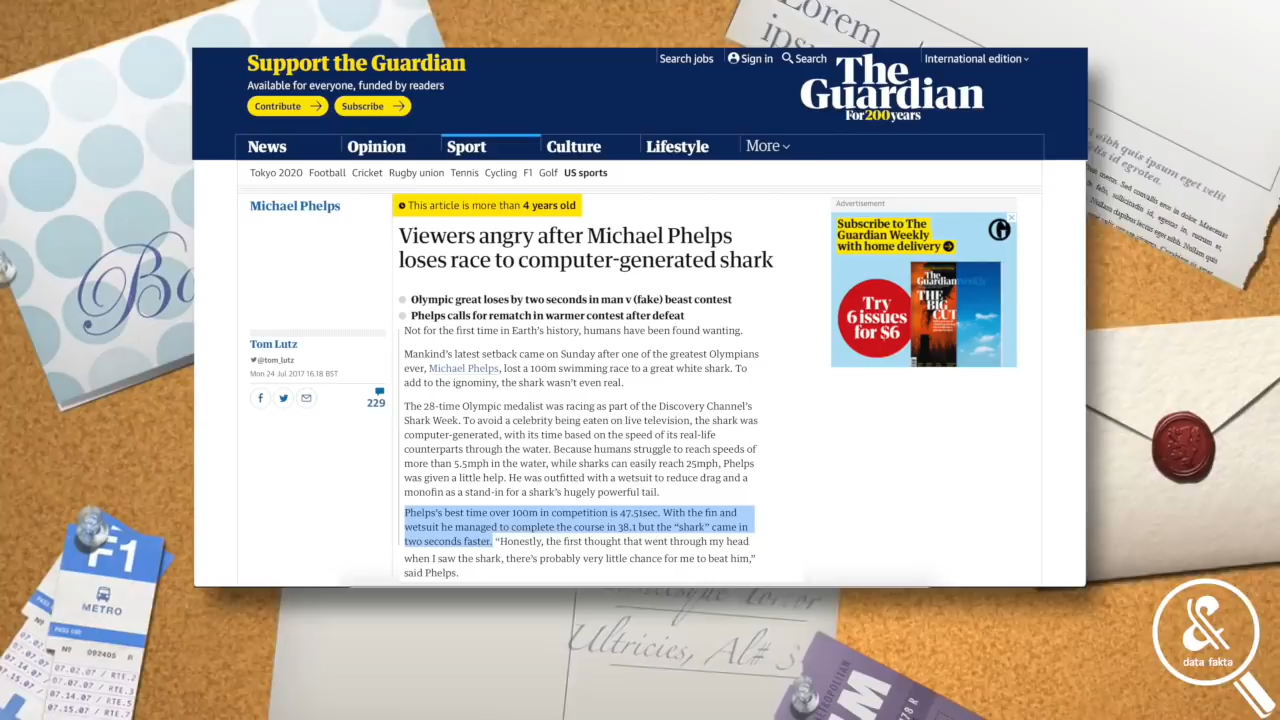 Lorem
Support the Guardian
Available for everyone, funded by readers
Contribute
Subscribe
Search jobs
Sign in
Search
International edition
The
Guardian
For 200 years
News
Opinion
Sport
Culture
Lifestyle
More
Tokyo 2020 Football Cricket Rugby union Tennis Cycling F1 Golf US sports
Michael Phelps
This article is more than 4 years old
Viewers angry after Michael Phelps
loses race to computer-generated shark
Olympic great loses by two seconds in man v (fake) beast contest
Phelps calls for rematch in warmer contest after defeat
Tom Lutz
@tom_lutz
Mon 24 Jul 2017 16.18 BST
229
Not for the first time in Earth's history, humans have been found wanting.
Mankind's latest setback came on Sunday after one of the greatest Olympians
ever, Michael Phelps, lost a 100m swimming race to a great white shark. To
add to the ignominy, the shark wasn't even real.
The 28-time Olympic medalist was racing as part of the Discovery Channel's
Shark Week. To avoid a celebrity being eaten on live television, the shark was
computer-generated, with its time based on the speed of its real-life
counterparts through the water. Because humans struggle to reach speeds of
more than 5.5mph in the water, while sharks can easily reach 25mph, Phelps
was given a little help. He was outfitted with a wetsuit to reduce drag and a
monofin as a stand-in for a shark's hugely powerful tail.
Phelps's best time over 100m in competition is 47.51sec. With the fin and
wetsuit he managed to complete the course in 38.1 but the “shark” came in
two seconds faster. “Honestly, the first thought that went through my head
when I saw the shark, there's probably very little chance for me to beat him,”
said Phelps.
Advertisement
Subscribe to The
Guardian Weekly
with home delivery
Try
6 issues
for $6
The Guardian Weekly
THE
BIG
CUT
F1
METRO
PASS CAR
Nº 092405 R
07.02.07 / RTE.2
Ultricies, Al# 3
data fakta